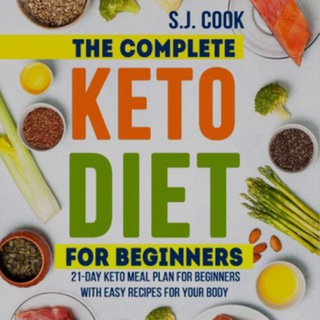 S.J. COOK
THE COMPLETE
KETO
DIET
FOR BEGINNERS
21-DAY KETO MEAL PLAN FOR BEGINNERS
WITH EASY RECIPES FOR YOUR BODY